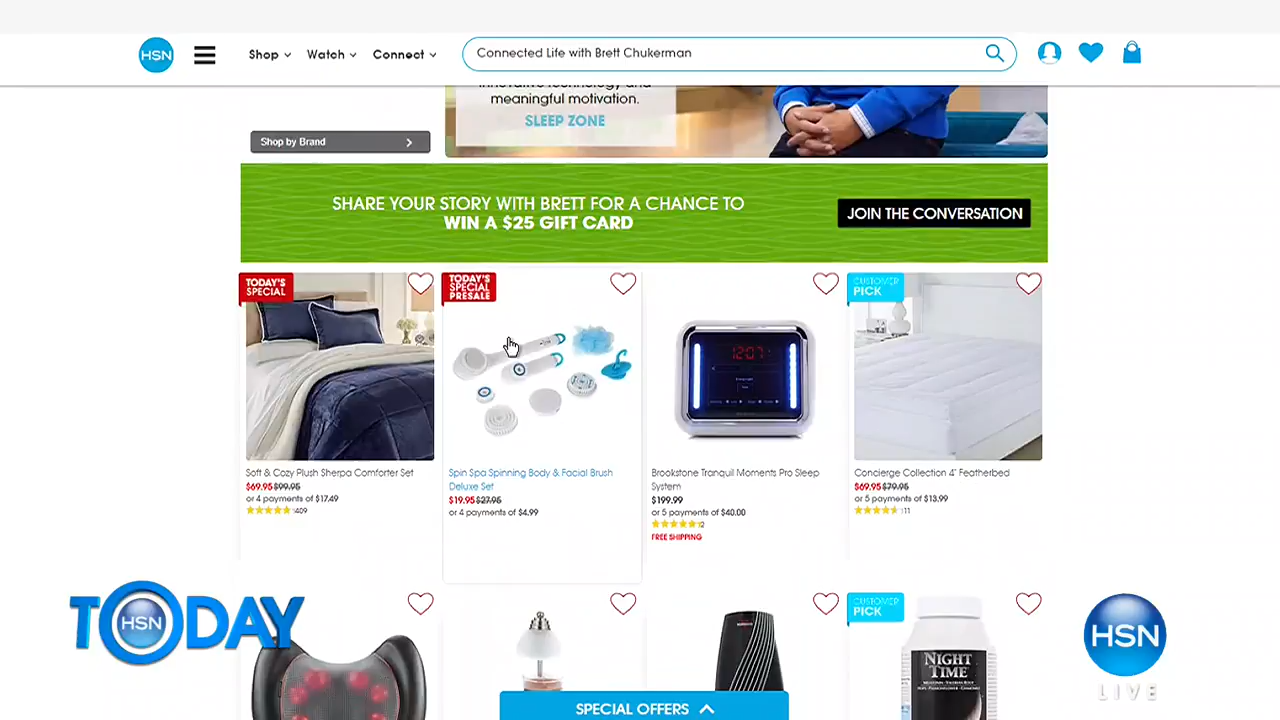 HSN
Shop
Watch
Connect
Connected Life with Brett Chukerman
meaningful motivation.
SLEEP ZONE
Shop by Brand
SHARE YOUR STORY WITH BRETT FOR A CHANCE TO
WIN A $25 GIFT CARD
JOIN THE CONVERSATION
TODAY'S
SPECIAL
TODAY'S
SPECIAL
PRESALE
CUSTOMER
PICK
12:07
Soft & Cozy Plush Sherpa Comforter Set
$69.95 $99.95
or 4 payments of $17.49
409
Spin Spa Spinning Body & Facial Brush
Deluxe Set
$19.95 $27.95
or 4 payments of $4.99
Brookstone Tranquil Moments Pro Sleep
System
$199.99
or 5 payments of $40.00
2
FREE SHIPPING
Concierge Collection 4" Featherbed
$69.95 $79.95
or 5 payments of $13.99
11
CUSTOMER
PICK
NIGHT
TIME
TODAY
HSN
HSN
LIVE
SPECIAL OFFERS